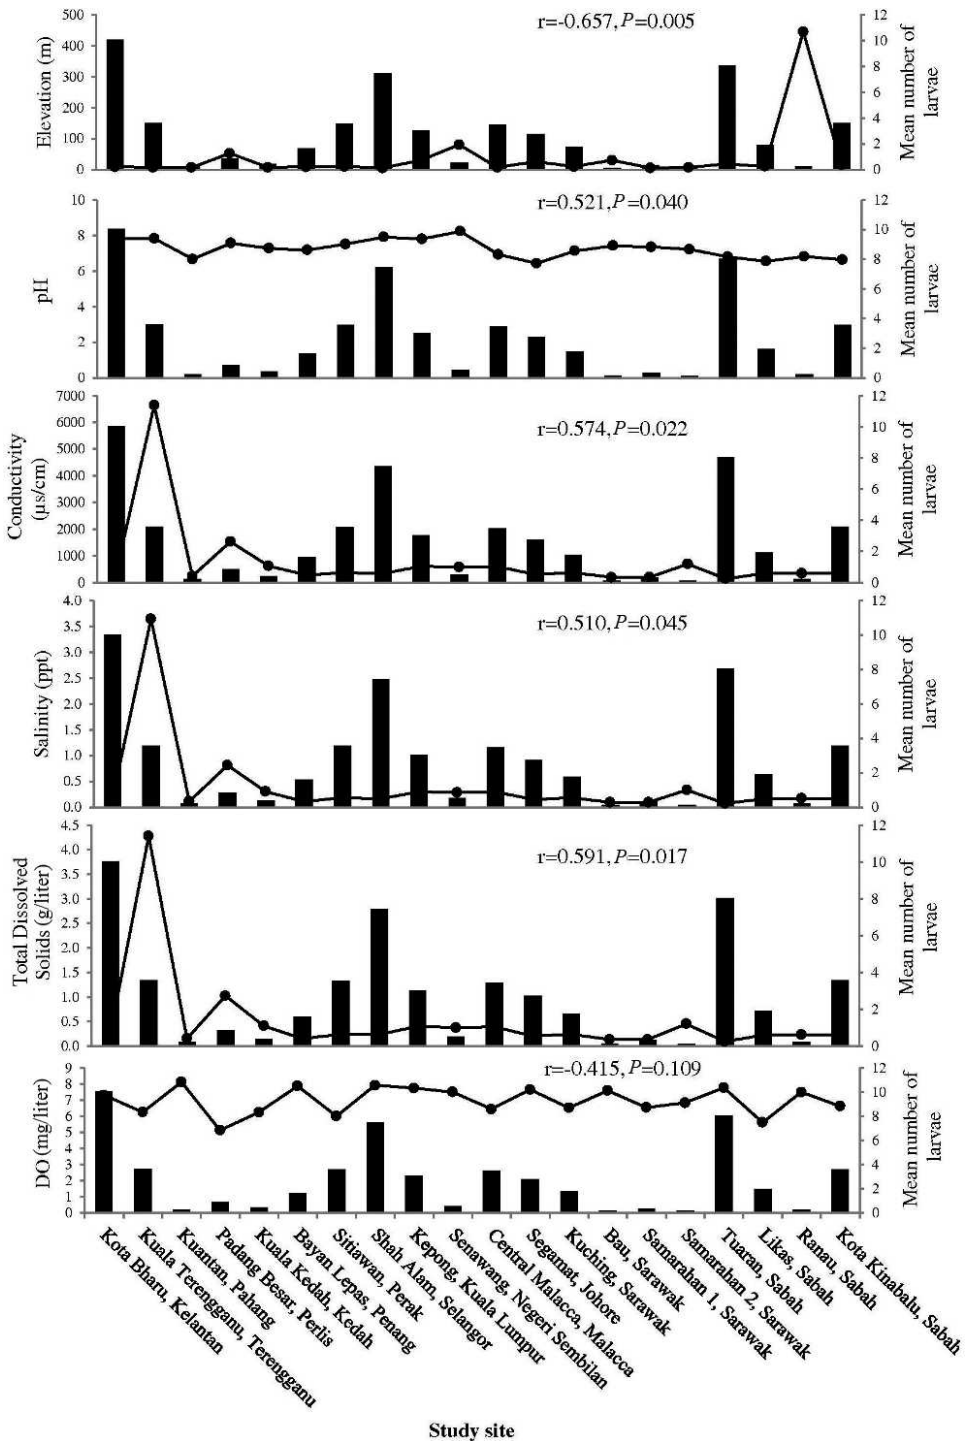 r=-0.657, P=0.005
Elevation (m)
500
400
300
200
100
0
12
10
8
6
4
2
0
Mean number of
larvae
r=0.521, P=0.040
pH
10
8
6
4
2
0
12
10
8
6
4
2
0
Mean number of
larvae
r=0.574, P=0.022
Conductivity
(µs/cm)
7000
6000
5000
4000
3000
2000
1000
0
12
10
8
6
4
2
0
Mean number of
larvae
r=0.510, P=0.045
Salinity (ppt)
4.0
3.5
3.0
2.5
2.0
1.5
1.0
0.5
0.0
12
10
8
6
4
2
0
Mean number of
larvae
r=0.591, P=0.017
Total Dissolved
Solids (g/liter)
4.5
4.0
3.5
3.0
2.5
2.0
1.5
1.0
0.5
0.0
12
10
8
6
4
2
0
Mean number of
larvae
r=-0.415, P=0.109
DO (mg/liter)
9
8
7
6
5
4
3
2
1
0
12
10
8
6
4
2
0
Mean number of
larvae
Kota Bharu, Kelantan
Kuala Terengganu, Terengganu
Kuantan, Pahang
Padang Besar, Perlis
Kuala Kedah, Kedah
Bayan Lepas, Penang
Sitiawan, Perak
Shah Alam, Selangor
Kepong, Kuala Lumpur
Senawang, Negeri Sembilan
Central Malacca, Malacca
Segamat, Johore
Kuching, Sarawak
Bau, Sarawak
Samarahan 1, Sarawak
Samarahan 2, Sarawak
Tuaran, Sabah
Likas, Sabah
Ranau, Sabah
Kota Kinabalu, Sabah
Study site